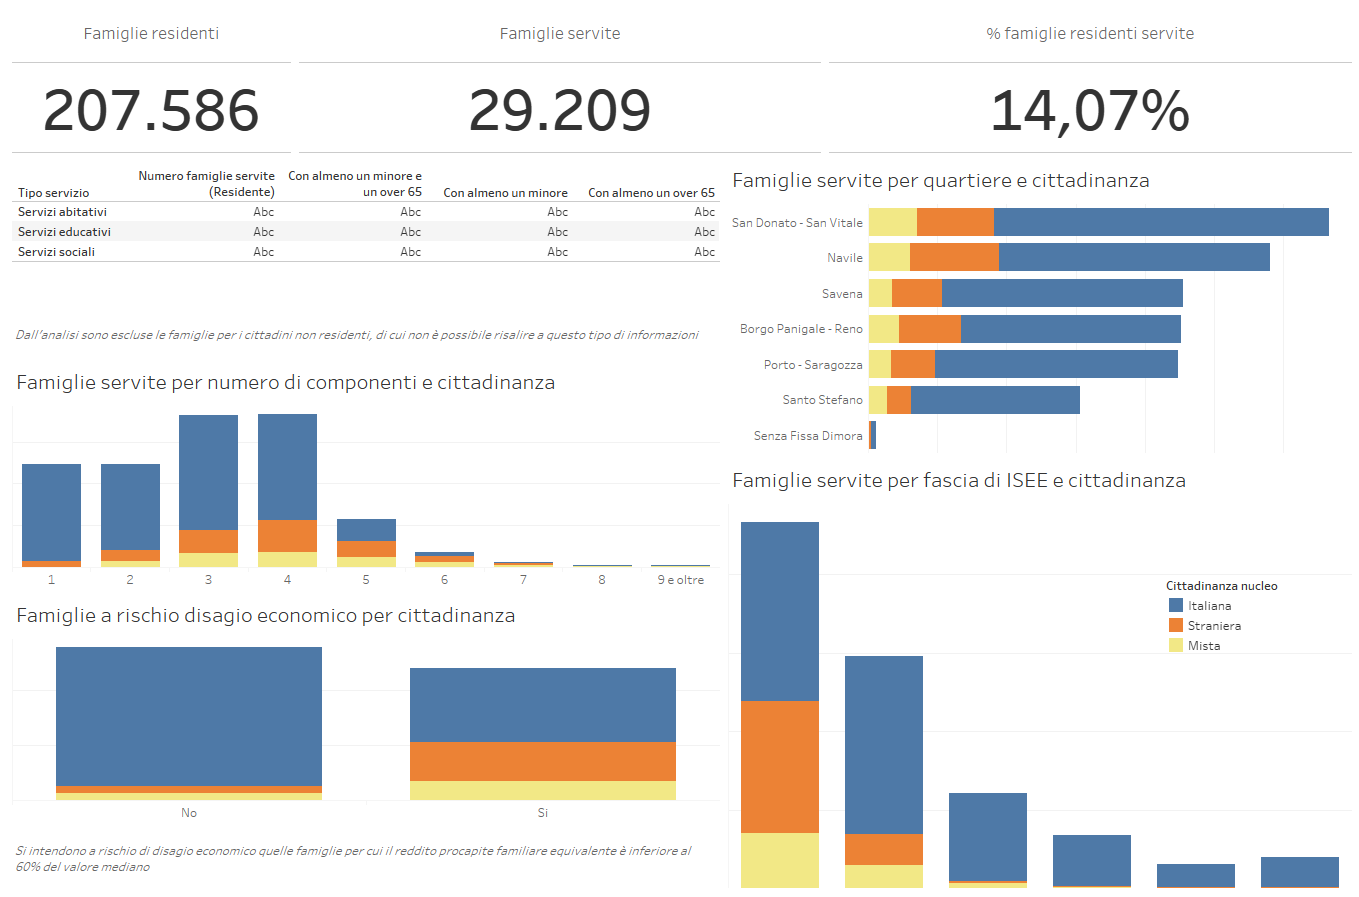 Famiglie residenti
207.586
Famiglie servite
29.209
% famiglie residenti servite
14,07%
Tipo servizio
Numero famiglie servite
(Residente)
Con almeno un minore e
un over 65
Con almeno un minore
Con almeno un over 65
Servizi abitativi Abc Abc Abc Abc
Servizi educativi Abc Abc Abc Abc
Servizi sociali Abc Abc Abc Abc
Dall'analisi sono escluse le famiglie per i cittadini non residenti, di cui non è possibile risalire a questo tipo di informazioni
Famiglie servite per numero di componenti e cittadinanza
1 2 3 4 5 6 7 8 9 e oltre
Famiglie a rischio disagio economico per cittadinanza
No Si
Si intendono a rischio di disagio economico quelle famiglie per cui il reddito procapite familiare equivalente è inferiore al
60% del valore mediano
Famiglie servite per quartiere e cittadinanza
San Donato - San Vitale
Navile
Savena
Borgo Panigale - Reno
Porto - Saragozza
Santo Stefano
Senza Fissa Dimora
Famiglie servite per fascia di ISEE e cittadinanza
Cittadinanza nucleo
Italiana
Straniera
Mista